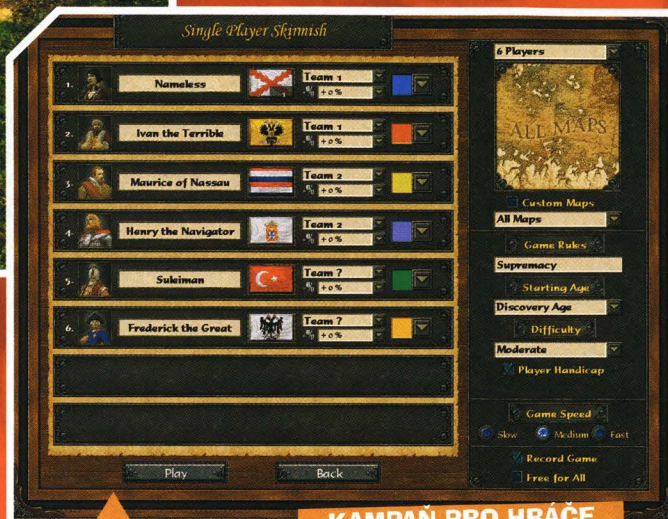 Single Player Skirmish
1. Nameless Team 1
% +0%
2. Ivan the Terrible Team 1
% +0%
3. Maurice of Nassau Team 2
% +0%
4. Henry the Navigator Team 2
% +0%
5. Suleiman Team ?
% +0%
6. Frederick the Great Team ?
% +0%
Play Back
6 Players
ALL MAPS
Custom Maps
All Maps
Game Rules
Supremacy
Starting Age
Discovery Age
Difficulty
Moderate
Player Handicap
Game Speed
Slow Medium Fast
Record Game
Free for All
KAMPAŇ PRO HRÁČE